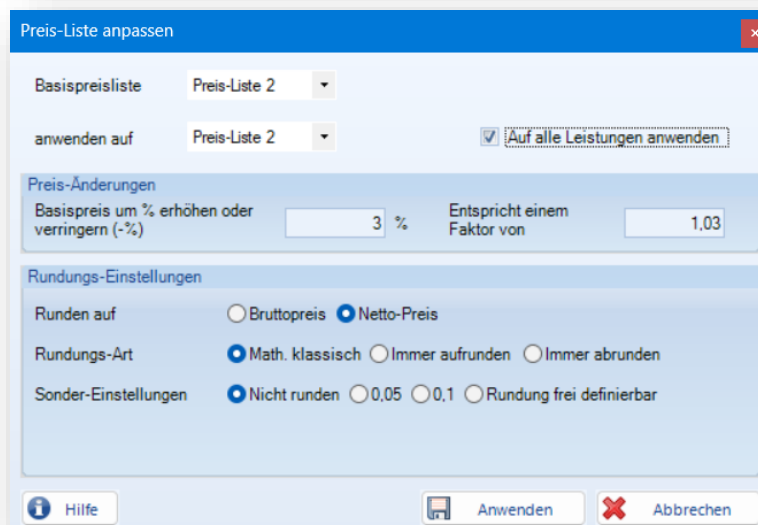 Preis-Liste anpassen
Basispreisliste Preis-Liste 2
anwenden auf Preis-Liste 2 Auf alle Leistungen anwenden
Preis-Änderungen
Basispreis um % erhöhen oder
verringern (-%) 3 %
Entspricht einem
Faktor von 1,03
Rundungs-Einstellungen
Runden auf Bruttopreis Netto-Preis
Rundungs-Art Math. klassisch Immer aufrunden Immer abrunden
Sonder-Einstellungen Nicht runden 0,05 0,1 Rundung frei definierbar
Hilfe Anwenden Abbrechen